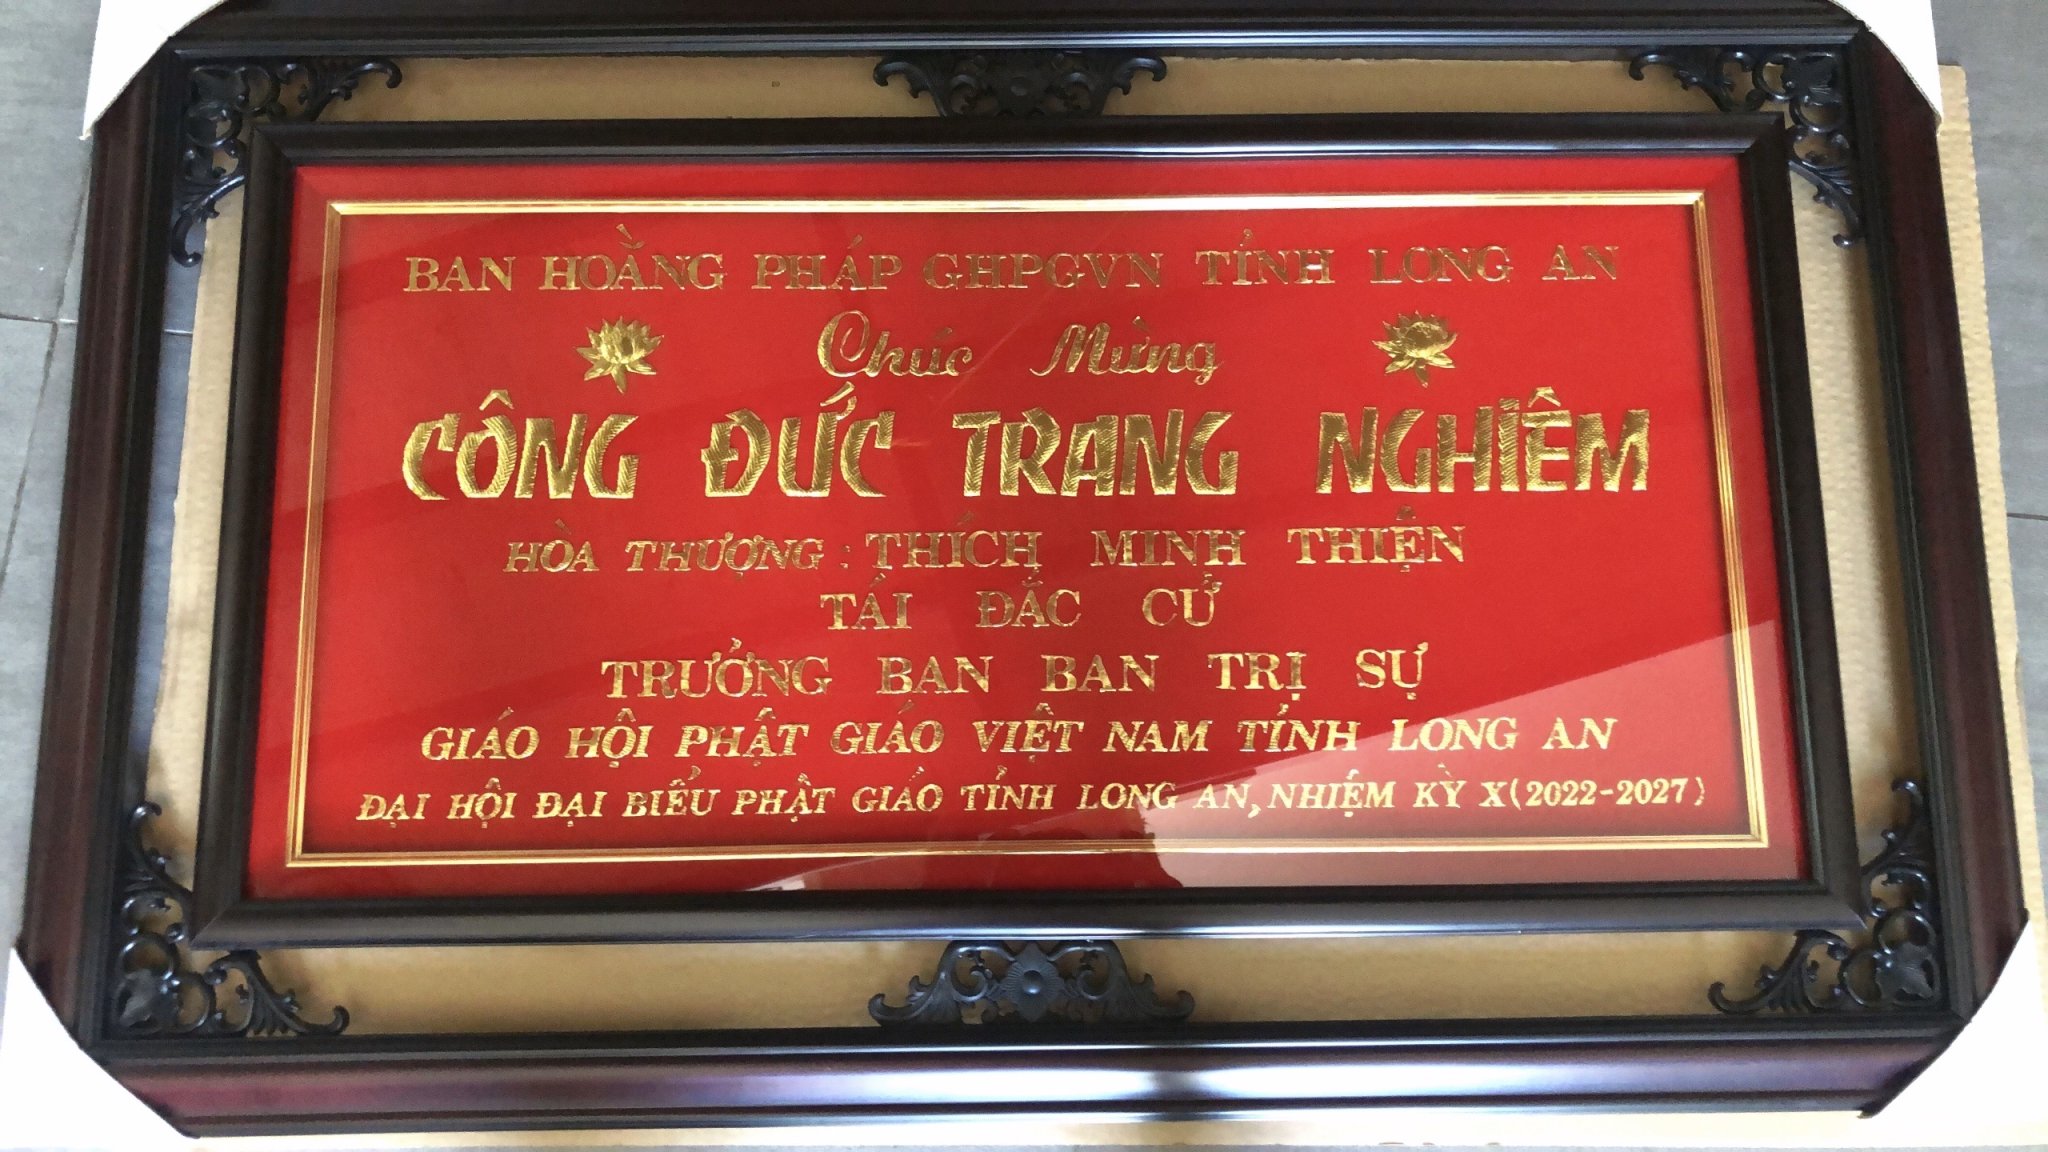 BAN HOẰNG PHÁP GHPGVN TỈNH LONG AN
Chúc Mừng
CÔNG ĐỨC TRANG NGHIÊM
HÒA THƯỢNG: THÍCH MINH THIỆN
TÁI ĐẮC CỬ
TRƯỞNG BAN BAN TRỊ SỰ
GIÁO HỘI PHẬT GIÁO VIỆT NAM TỈNH LONG AN
ĐẠI HỘI ĐẠI BIỂU PHẬT GIÁO TỈNH LONG AN, NHIỆM KỲ X (2022-2027)